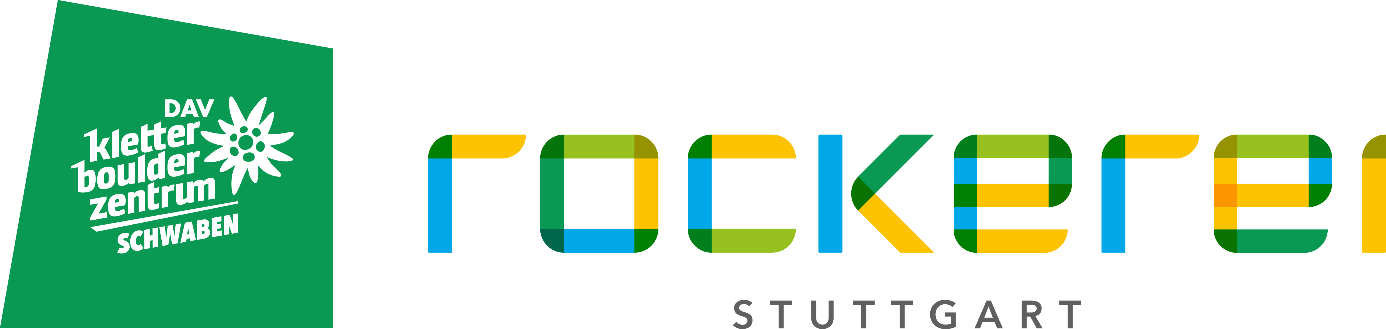 DAV
kletter
boulder
zentrum
SCHWABEN
rockerei
STUTTGART